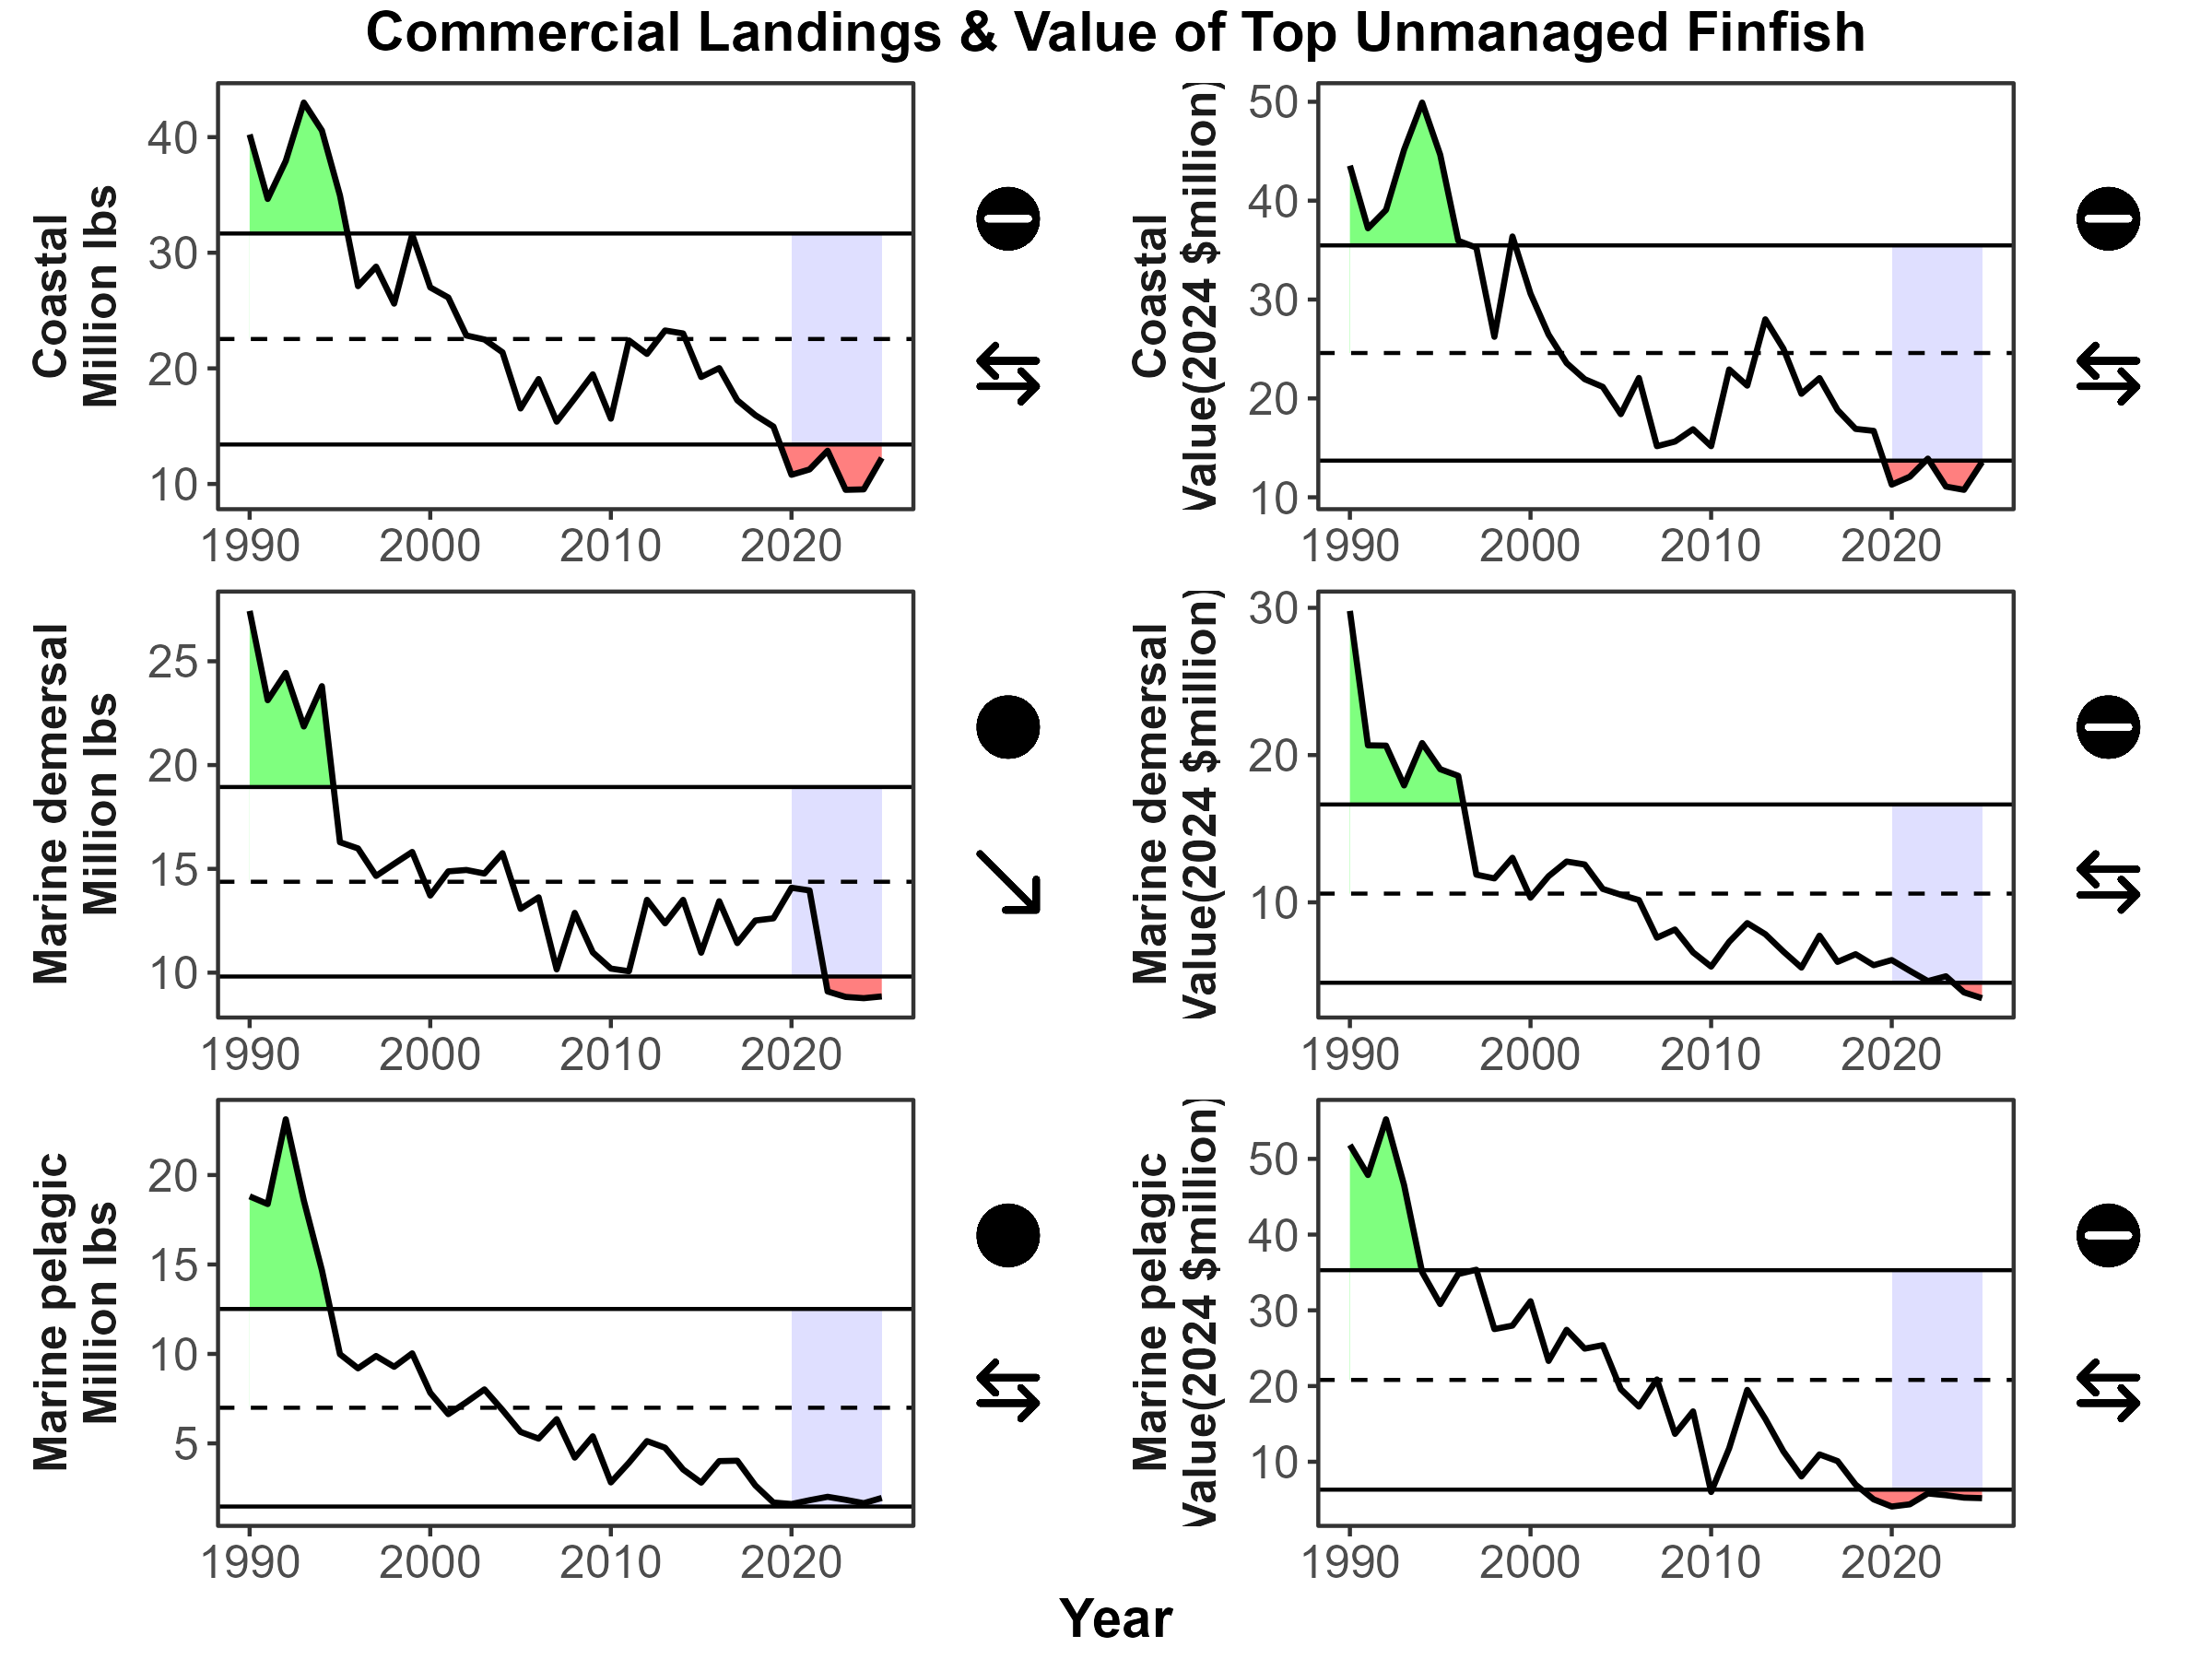 Commercial Landings & Value of Top Unmanaged Finfish
Coastal
Million lbs
40
30
20
10
1990 2000 2010 2020
Coastal
Value(2024 $million)
50
40
30
20
10
1990 2000 2010 2020
Marine demersal
Million lbs
25
20
15
10
1990 2000 2010 2020
Marine demersal
Value(2024 $million)
30
20
10
1990 2000 2010 2020
Marine pelagic
Million lbs
20
15
10
5
1990 2000 2010 2020
Marine pelagic
Value(2024 $million)
50
40
30
20
10
1990 2000 2010 2020
Year